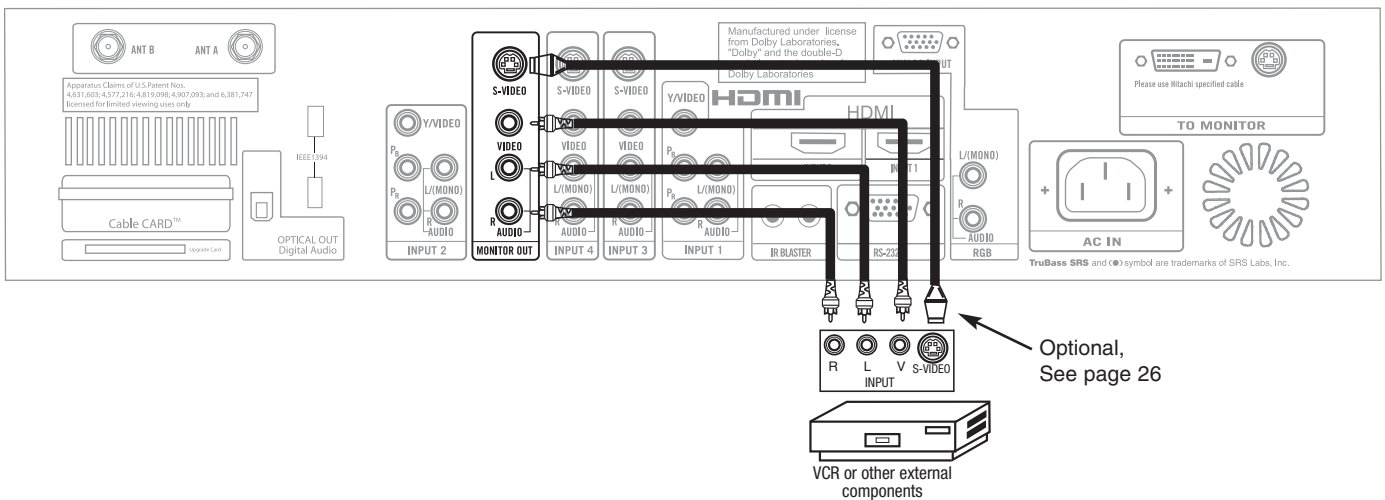 ANT B
ANT A
Apparatus Claims of U.S.Patent Nos.
4,631,603; 4,577,216; 4,819,098; 4,907,093; and 6,381,747
licensed for limited viewing uses only
IEEE1394
Cable CARD™
Upgrade Card
OPTICAL OUT
Digital Audio
Y/VIDEO
PR
PR
L/(MONO)
R
AUDIO
INPUT 2
S-VIDEO
VIDEO
L
R
AUDIO
MONITOR OUT
S-VIDEO
VIDEO
L/(MONO)
R
AUDIO
INPUT 4
S-VIDEO
VIDEO
L/(MONO)
R
AUDIO
INPUT 3
Y/VIDEO
PR
PR
L/(MONO)
R
AUDIO
INPUT 1
Manufactured under license
from Dolby Laboratories.
"Dolby" and the double-D
Dolby Laboratories
HDMI
HDMI
INPUT 1
IR BLASTER
RS-232
L/(MONO)
R
AUDIO
RGB
Please use Hitachi specified cable
TO MONITOR
AC IN
TruBass SRS and (●) symbol are trademarks of SRS Labs, Inc.
R
L
V
S-VIDEO
INPUT
Optional,
See page 26
VCR or other external
components